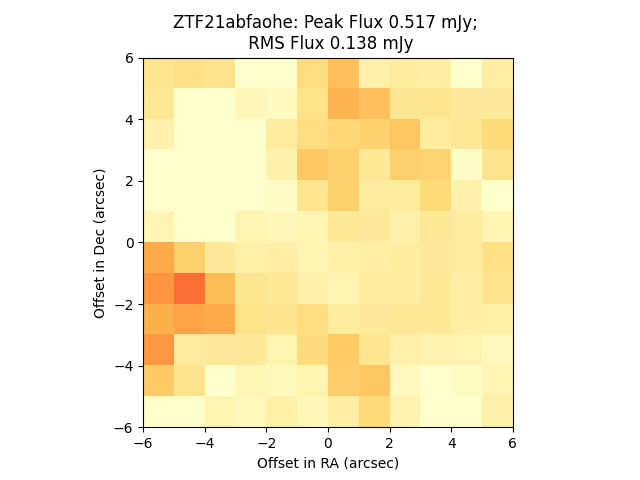 ZTF21abfaohe: Peak Flux 0.517 mJy;
RMS Flux 0.138 mJy
6
4
2
0
−2
−4
−6
Offset in Dec (arcsec)
−6 −4 −2 0 2 4 6
Offset in RA (arcsec)